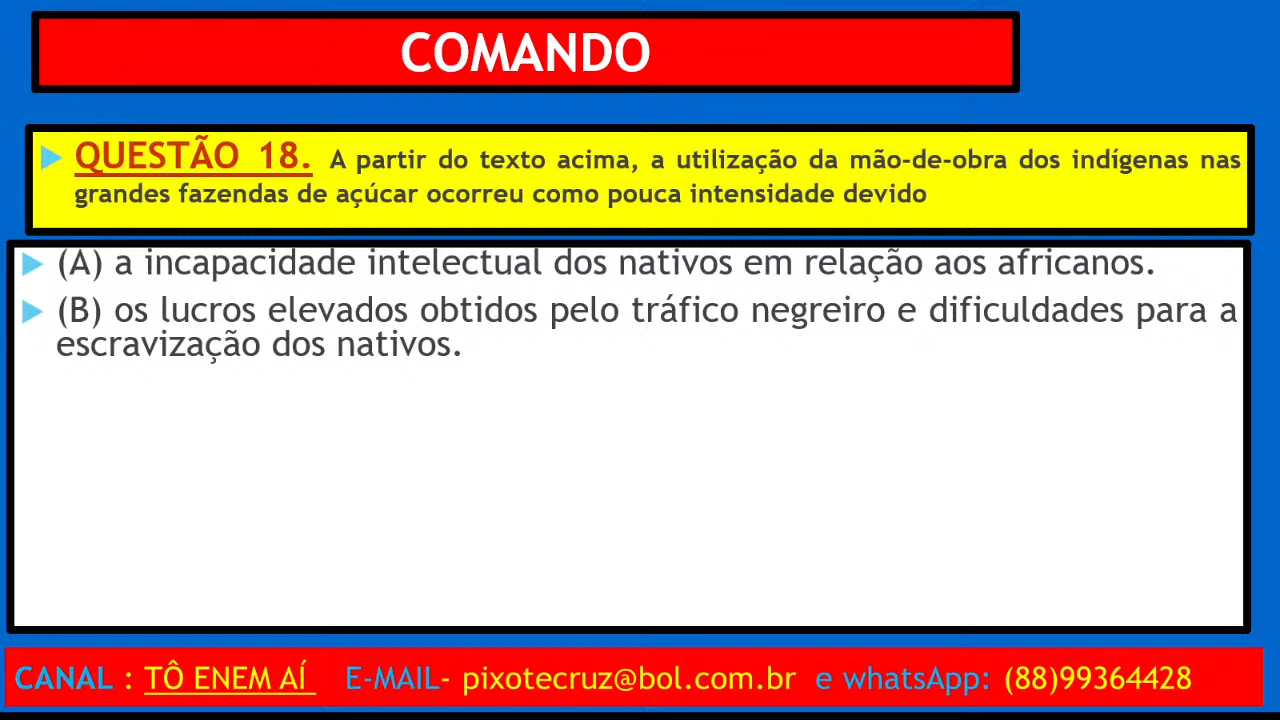 COMANDO
QUESTÃO 18. A partir do texto acima, a utilização da mão-de-obra dos indígenas nas
grandes fazendas de açúcar ocorreu como pouca intensidade devido
(A) a incapacidade intelectual dos nativos em relação aos africanos.
(B) os lucros elevados obtidos pelo tráfico negreiro e dificuldades para a
escravização dos nativos.
CANAL : TÔ ENEM AÍ E-MAIL- pixotecruz@bol.com.br e whatsApp: (88)99364428